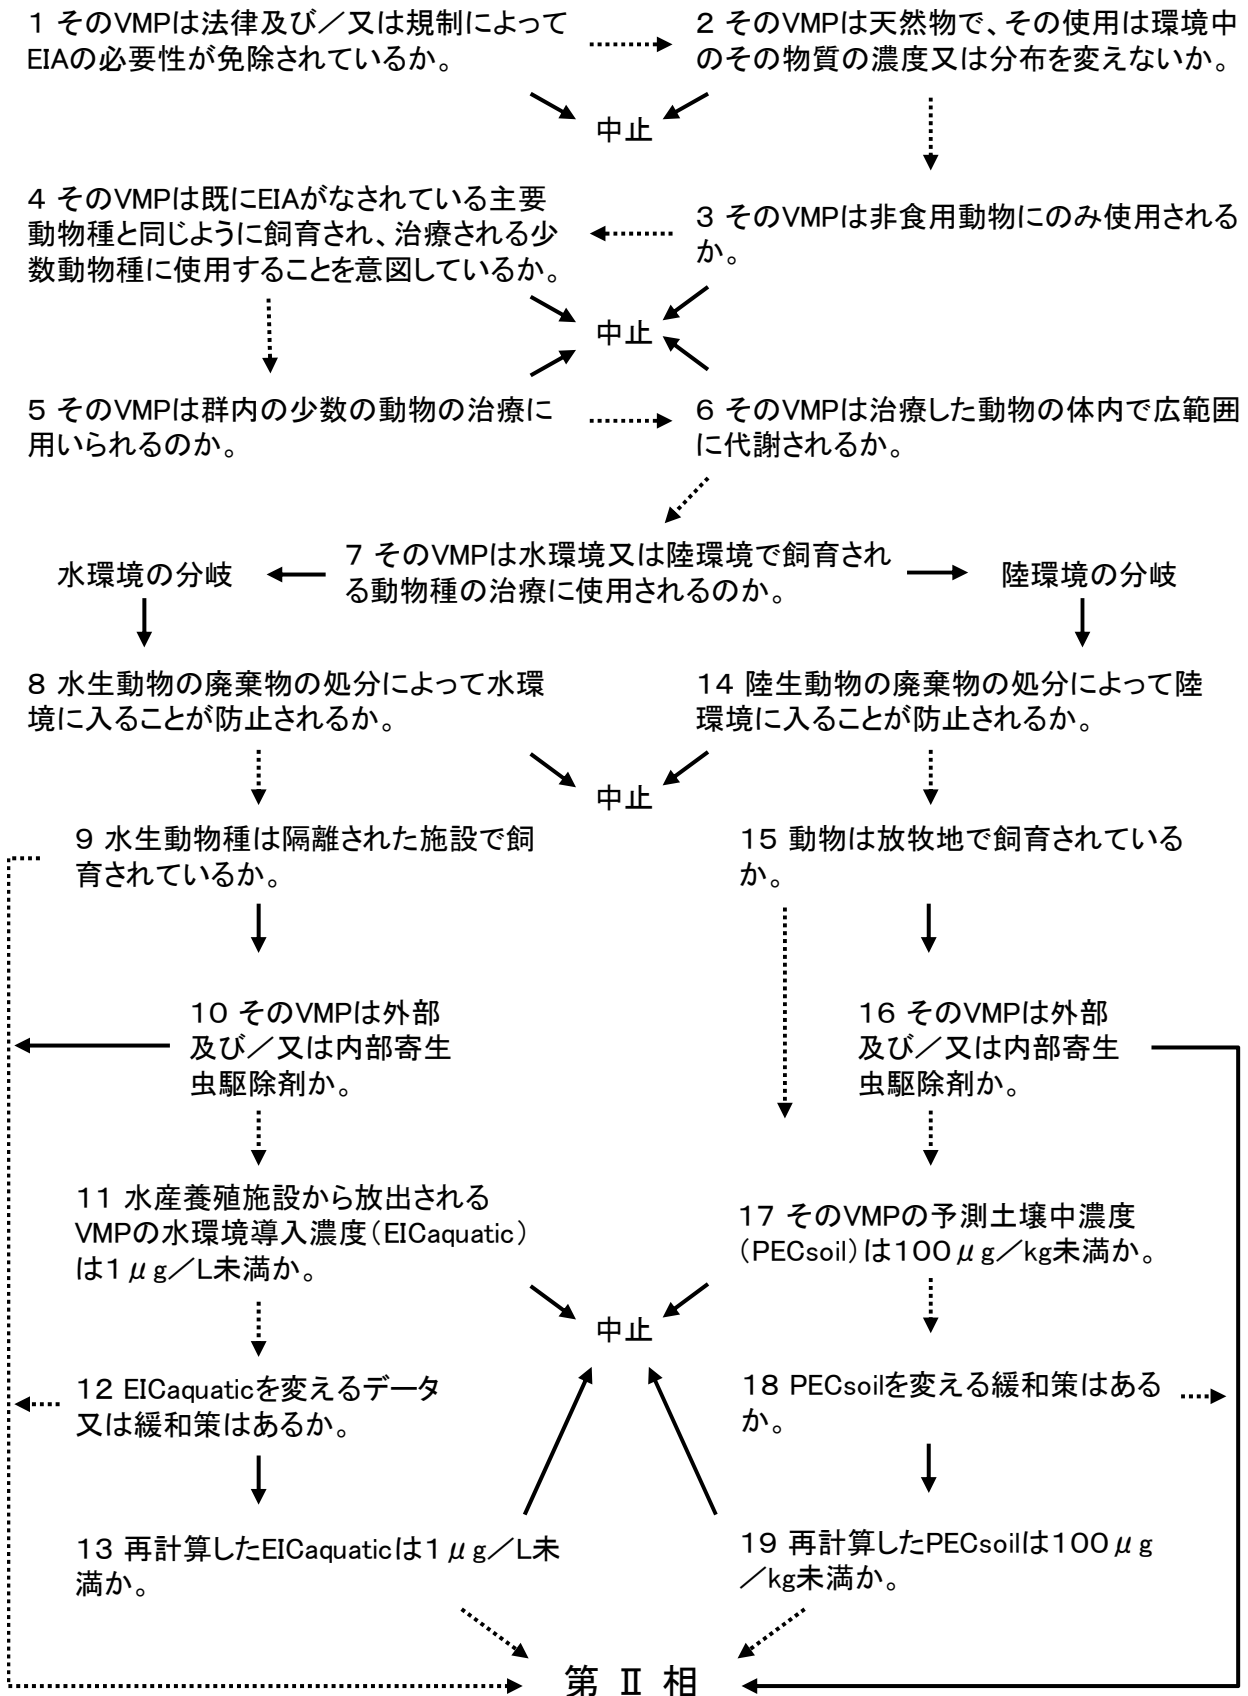 1 そのVMPは法律及び／又は規制によって
EIAの必要性が免除されているか。
2 そのVMPは天然物で、その使用は環境中
のその物質の濃度又は分布を変えないか。
中止
4 そのVMPは既にEIAがなされている主要
動物種と同じように飼育され、治療される少
数動物種に使用することを意図しているか。
3 そのVMPは非食用動物にのみ使用される
か。
中止
5 そのVMPは群内の少数の動物の治療に
用いられるのか。
6 そのVMPは治療した動物の体内で広範囲
に代謝されるか。
7 そのVMPは水環境又は陸環境で飼育され
る動物種の治療に使用されるのか。
水環境の分岐
陸環境の分岐
8 水生動物の廃棄物の処分によって水環
境に入ることが防止されるか。
14 陸生動物の廃棄物の処分によって陸
環境に入ることが防止されるか。
中止
9 水生動物種は隔離された施設で飼
育されているか。
15 動物は放牧地で飼育されている
か。
10 そのVMPは外部
及び／又は内部寄生
虫駆除剤か。
16 そのVMPは外部
及び／又は内部寄生
虫駆除剤か。
11 水産養殖施設から放出される
VMPの水環境導入濃度（EICaquatic）
は1μg／L未満か。
17 そのVMPの予測土壌中濃度
（PECsoil）は100μg／kg未満か。
中止
12 EICaquaticを変えるデータ
又は緩和策はあるか。
18 PECsoilを変える緩和策はある
か。
13 再計算したEICaquaticは1μg／L未
満か。
19 再計算したPECsoilは100μg
／kg未満か。
第 Ⅱ 相